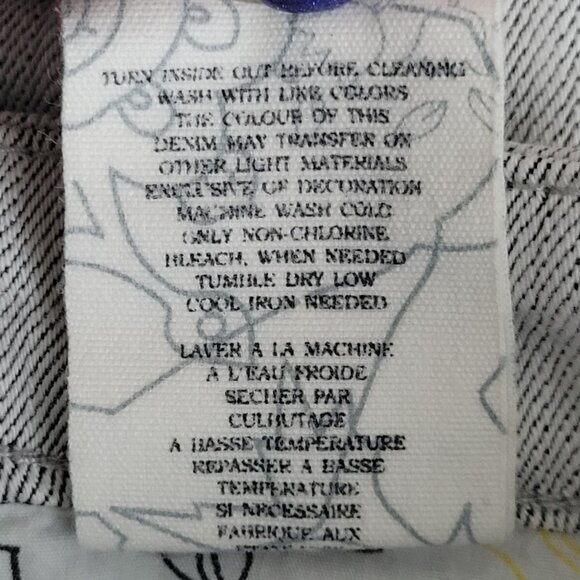 TURN INSIDE OUT BEFORE CLEANING
WASH WITH LIKE COLORS
THE COLOUR OF THIS
DENIM MAY TRANSFER ON
OTHER LIGHT MATERIALS
EXCLUSIVE OF DECORATION
MACHINE WASH COLD
ONLY NON-CHLORINE
BLEACH, WHEN NEEDED
TUMBLE DRY LOW
COOL IRON NEEDED
LAVER A LA MACHINE
A L'EAU FROIDE
SECHER PAR
CULBUTAGE
A BASSE TEMPERATURE
REPASSER A BASSE
TEMPERATURE
SI NECESSAIRE
FABRIQUE AUX